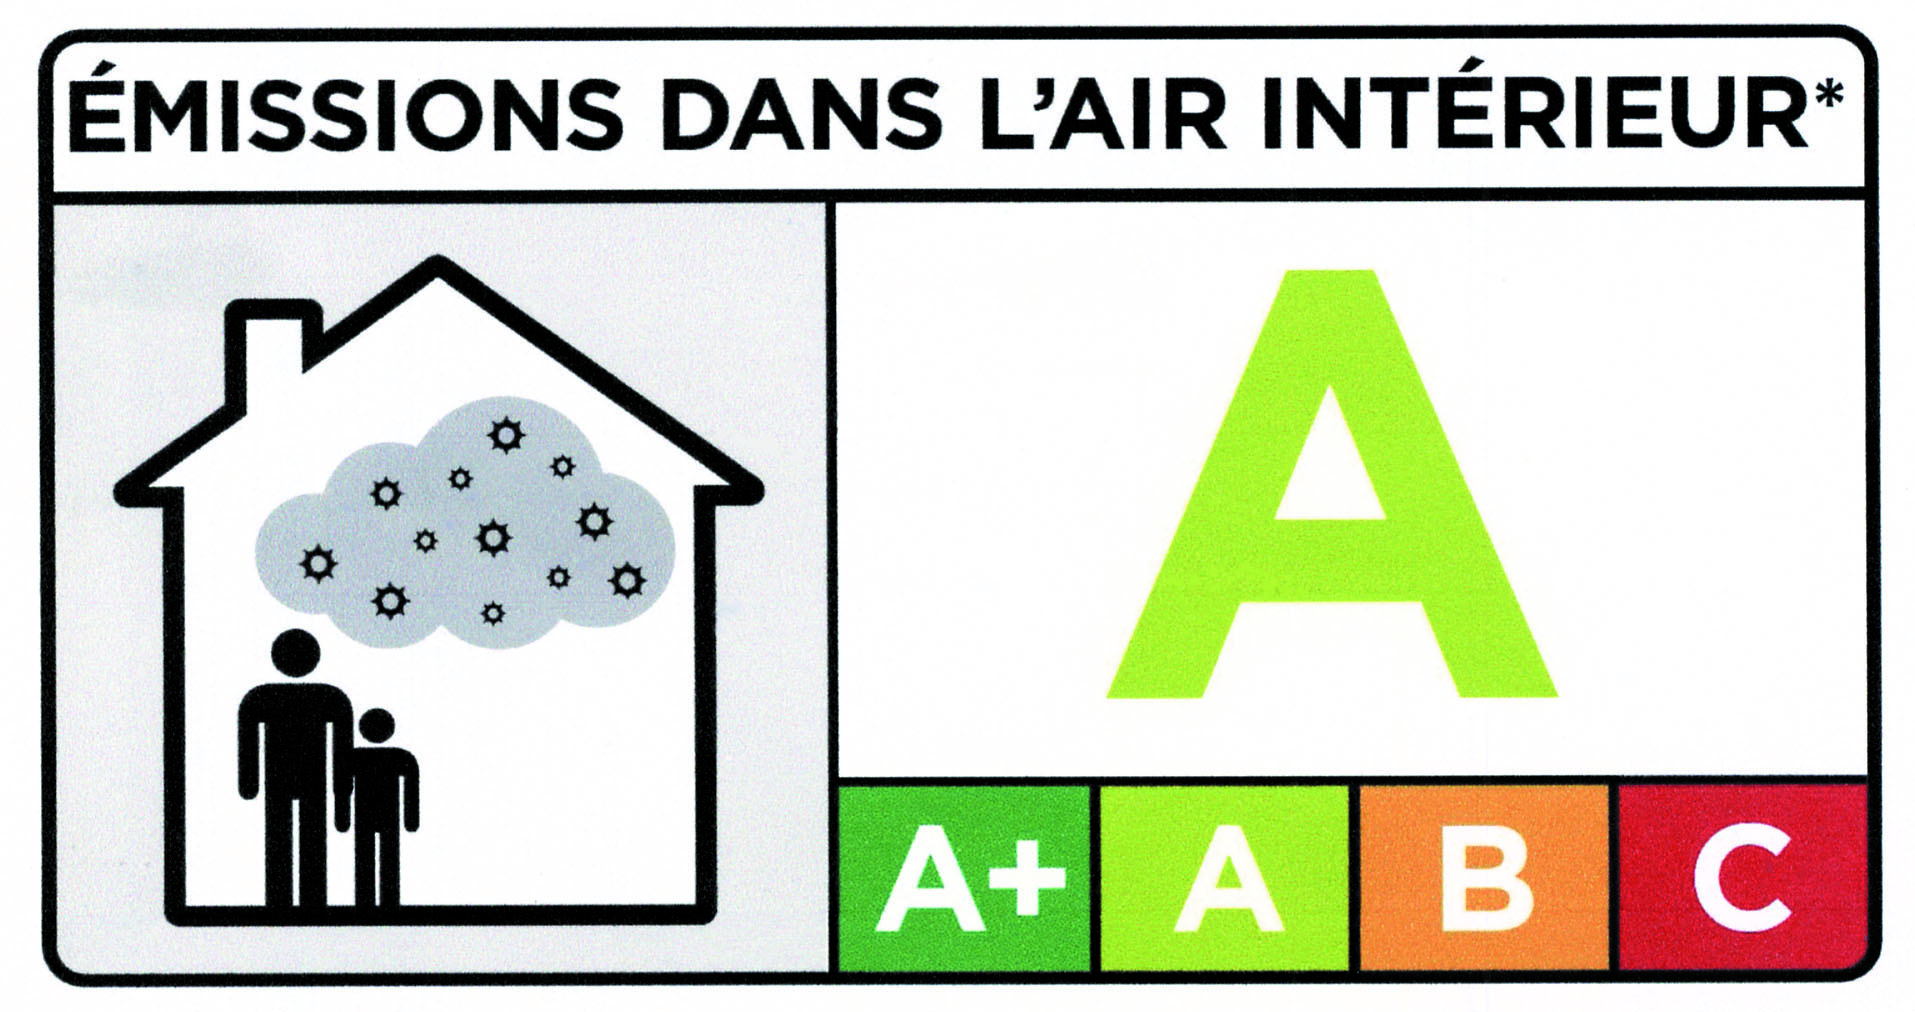 ÉMISSIONS DANS L'AIR INTÉRIEUR*
A
A+ A B C